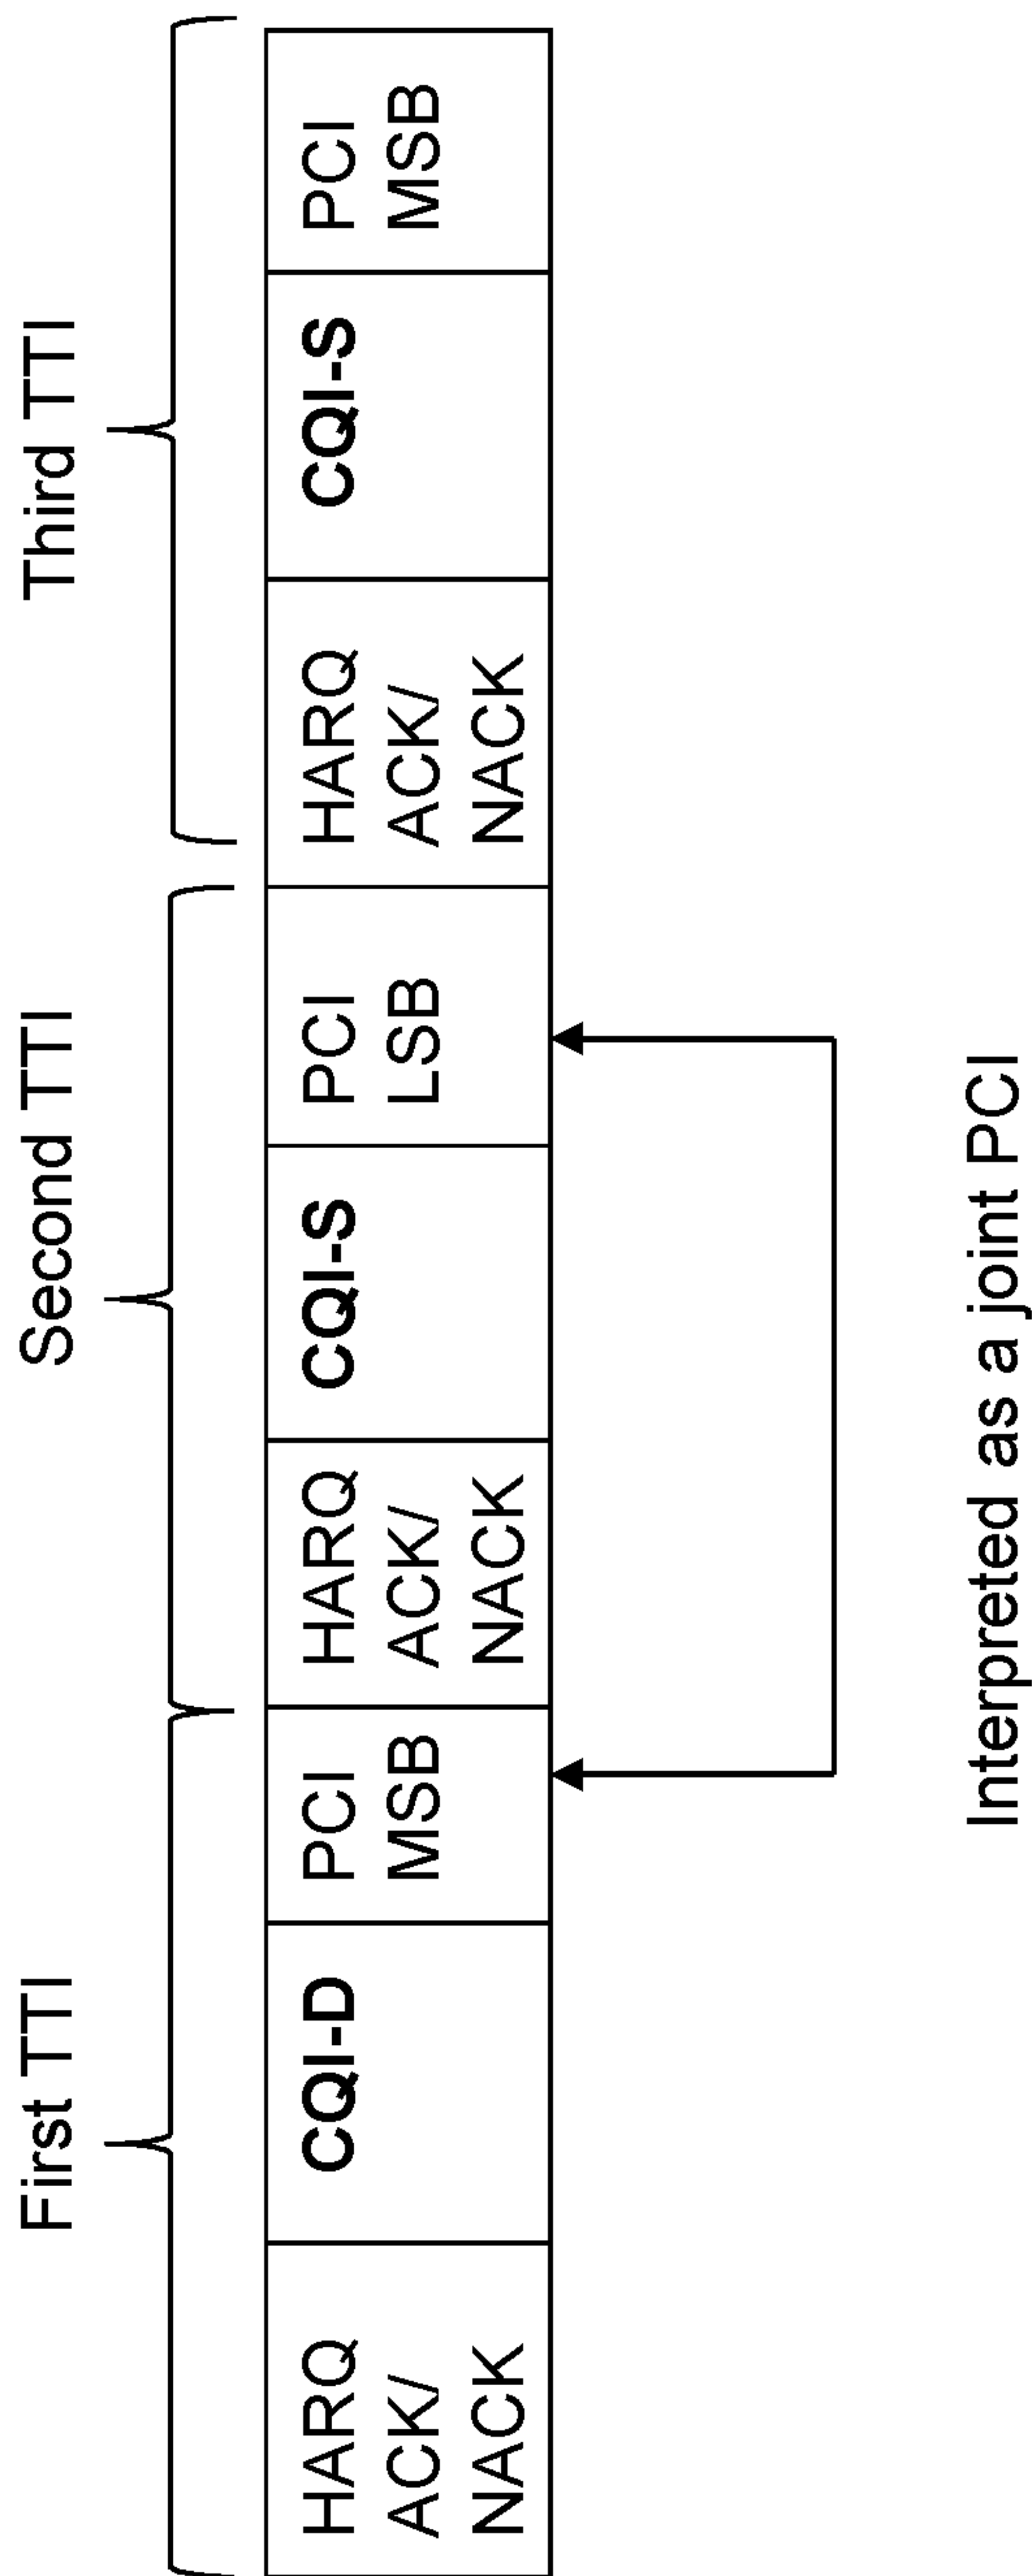 First TTI
Second TTI
Third TTI
HARQ
ACK/
NACK
CQI-D
PCI
MSB
HARQ
ACK/
NACK
CQI-S
PCI
LSB
HARQ
ACK/
NACK
CQI-S
PCI
MSB
Interpreted as a joint PCI